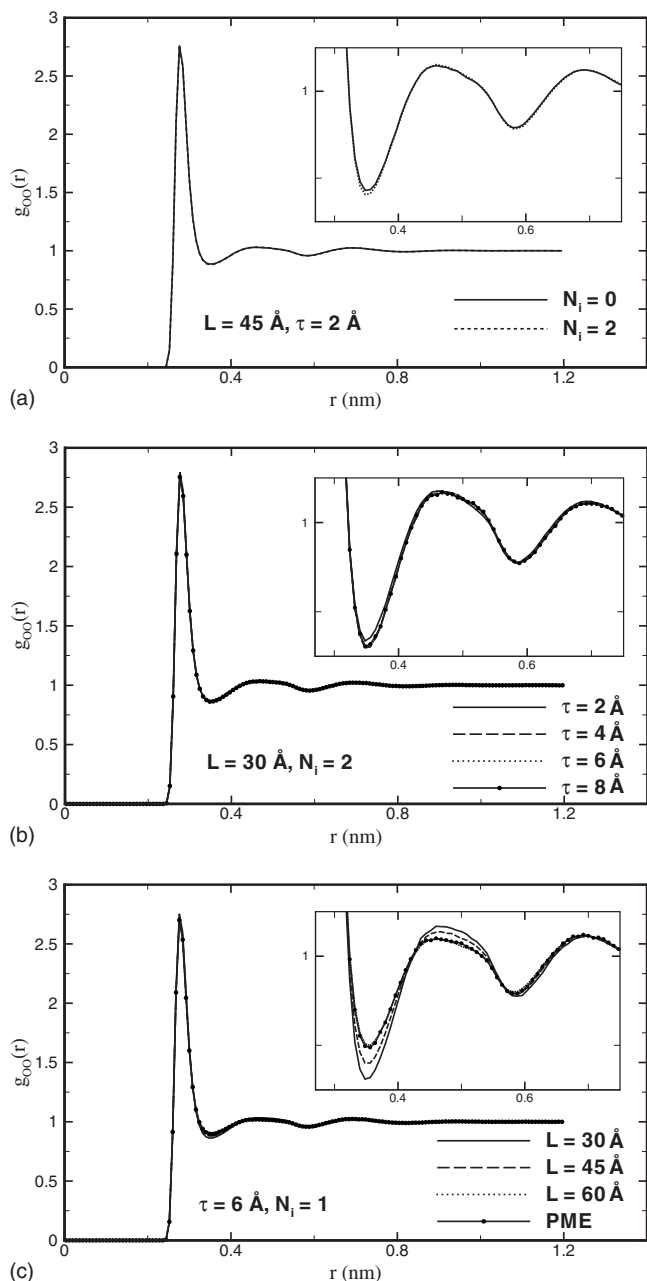 3
2.5
2
1.5
1
0.5
0
g_OO(r)
1
0.4
0.6
L = 45 Å, τ = 2 Å
N_i = 0
N_i = 2
0
0.4
0.8
1.2
r (nm)
(a)
3
2.5
2
1.5
1
0.5
0
g_OO(r)
1
0.4
0.6
τ = 2 Å
τ = 4 Å
τ = 6 Å
τ = 8 Å
L = 30 Å, N_i = 2
0
0.4
0.8
1.2
r (nm)
(b)
3
2.5
2
1.5
1
0.5
0
g_OO(r)
1
0.4
0.6
L = 30 Å
L = 45 Å
L = 60 Å
PME
τ = 6 Å, N_i = 1
0
0.4
0.8
1.2
r (nm)
(c)